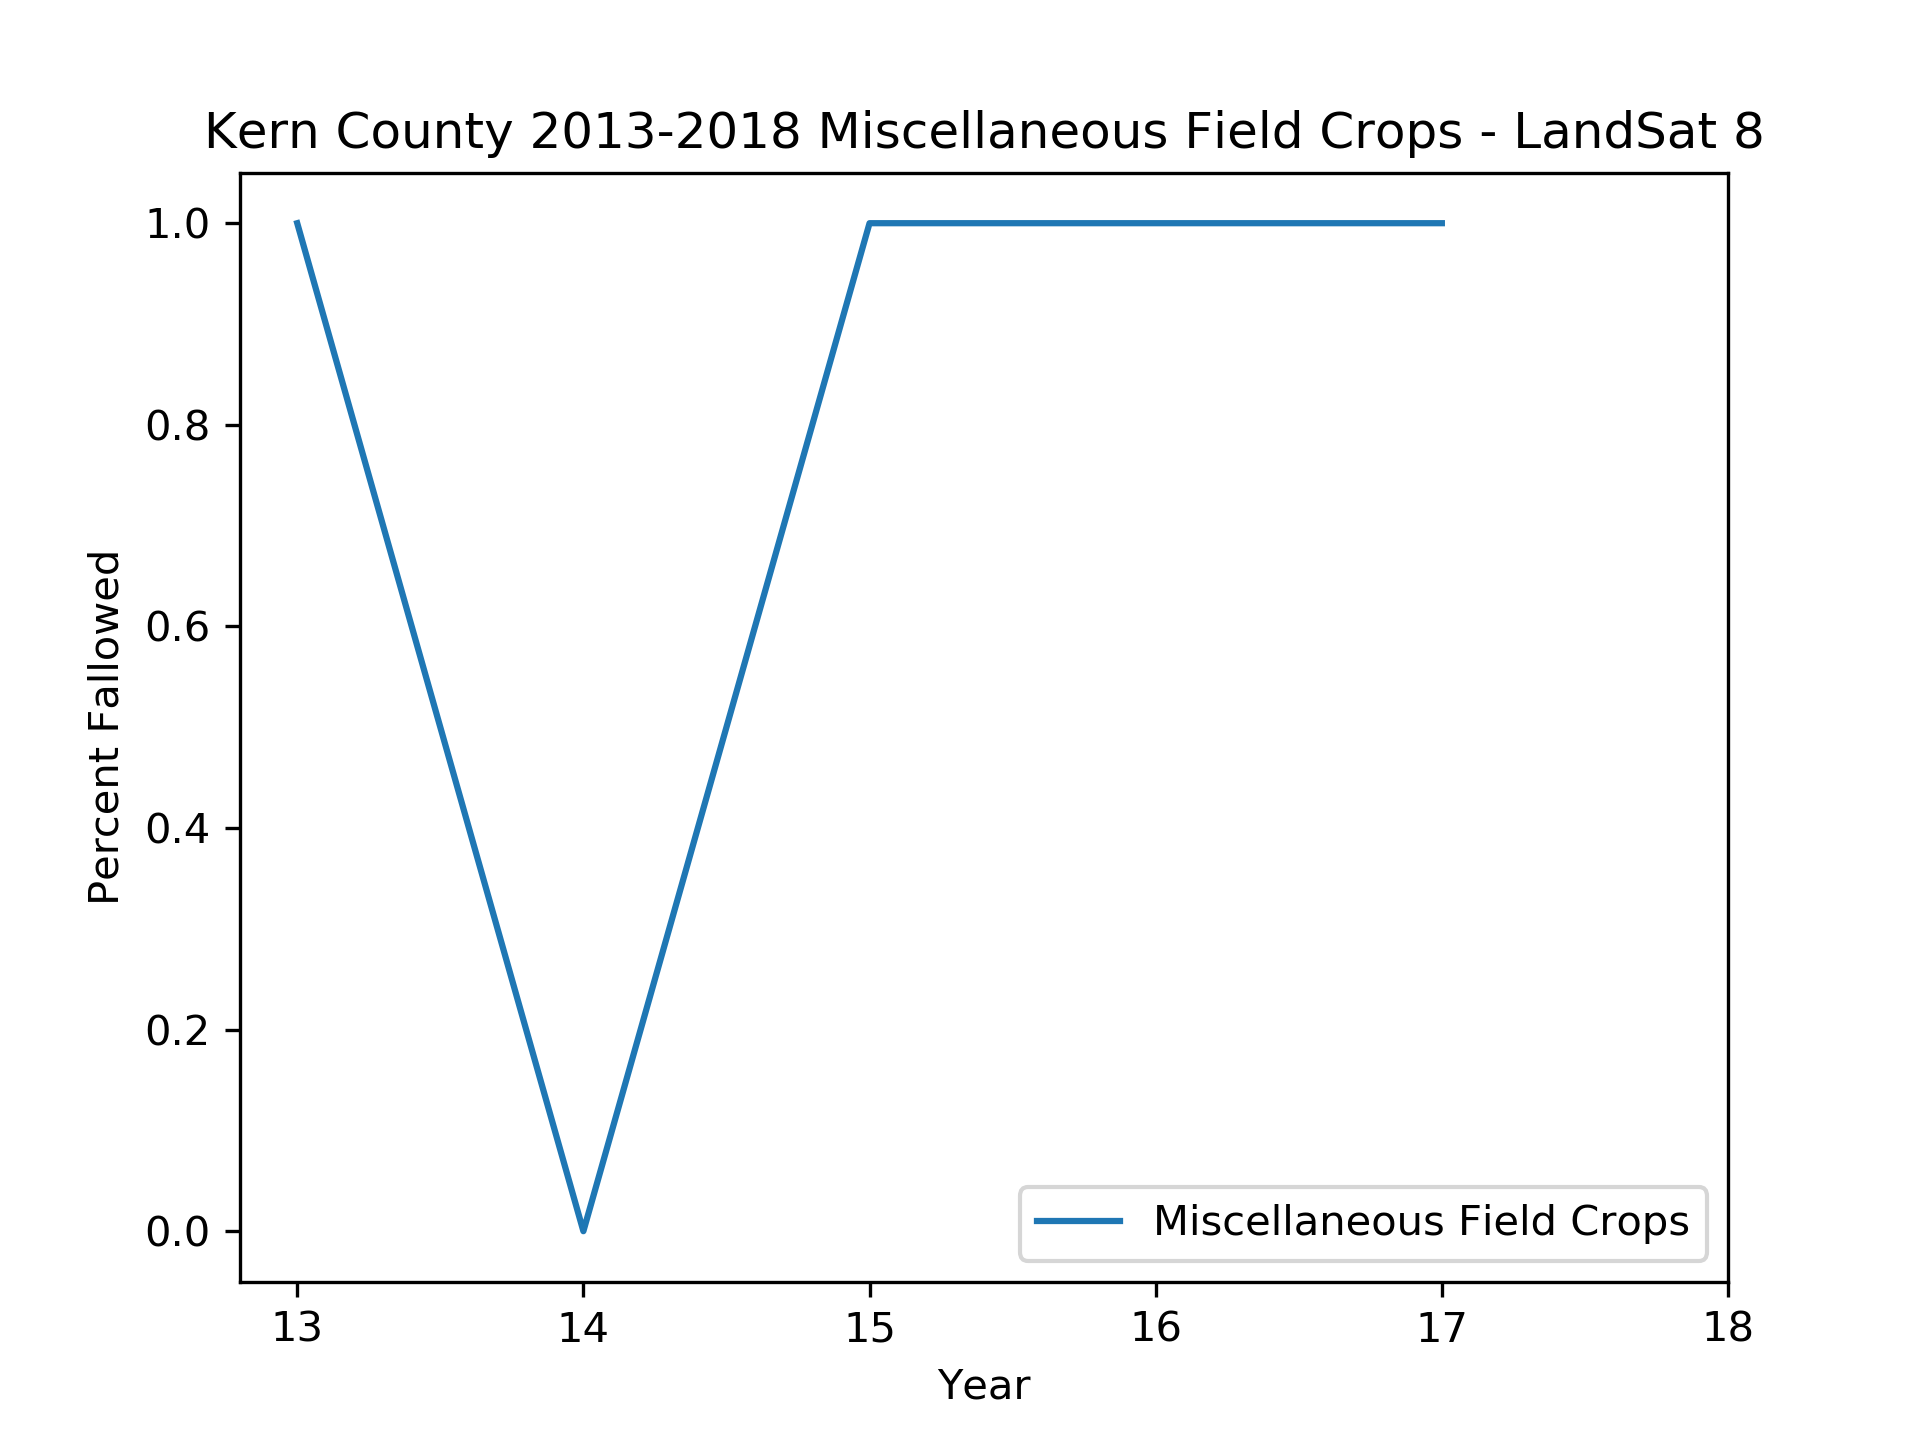 Kern County 2013-2018 Miscellaneous Field Crops - LandSat 8
1.0
0.8
0.6
0.4
0.2
0.0
Percent Fallowed
Miscellaneous Field Crops
13 14 15 16 17 18
Year